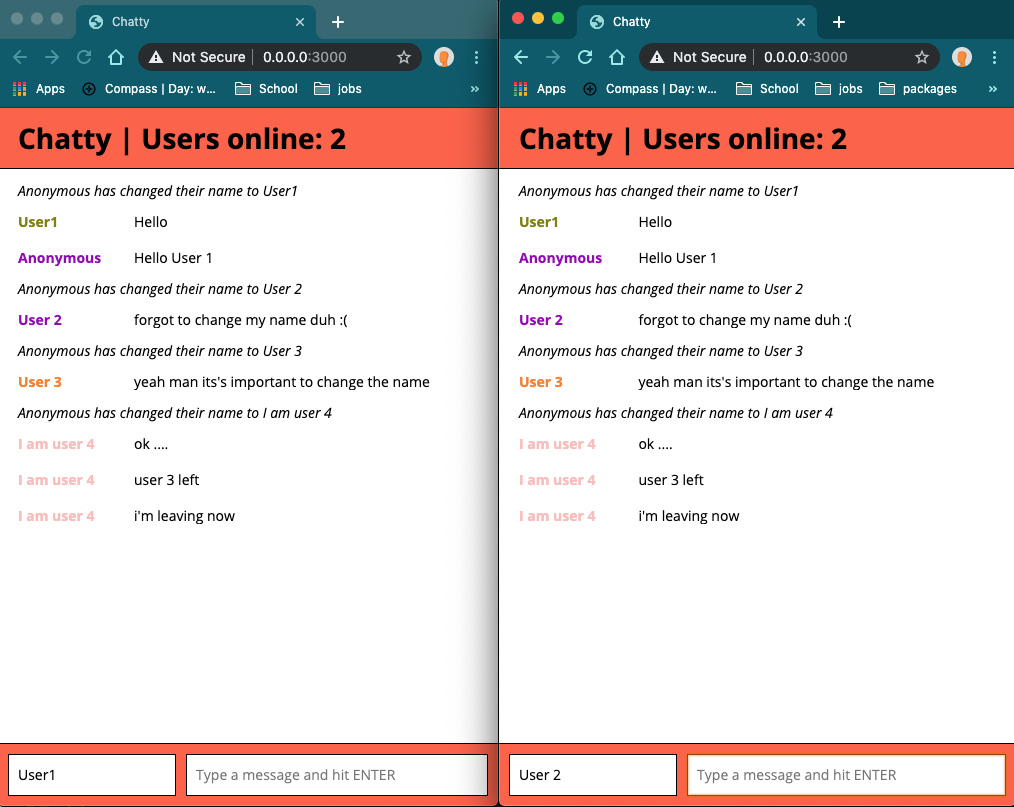 Chatty
Not Secure | 0.0.0.0:3000
Apps Compass | Day: w... School jobs »
Chatty | Users online: 2
Anonymous has changed their name to User1
User1 Hello
Anonymous Hello User 1
Anonymous has changed their name to User 2
User 2 forgot to change my name duh :(
Anonymous has changed their name to User 3
User 3 yeah man its's important to change the name
Anonymous has changed their name to I am user 4
I am user 4 ok ....
I am user 4 user 3 left
I am user 4 i'm leaving now
User1 Type a message and hit ENTER
Chatty
Not Secure | 0.0.0.0:3000
Apps Compass | Day: w... School jobs packages »
Chatty | Users online: 2
Anonymous has changed their name to User1
User1 Hello
Anonymous Hello User 1
Anonymous has changed their name to User 2
User 2 forgot to change my name duh :(
Anonymous has changed their name to User 3
User 3 yeah man its's important to change the name
Anonymous has changed their name to I am user 4
I am user 4 ok ....
I am user 4 user 3 left
I am user 4 i'm leaving now
User 2 Type a message and hit ENTER